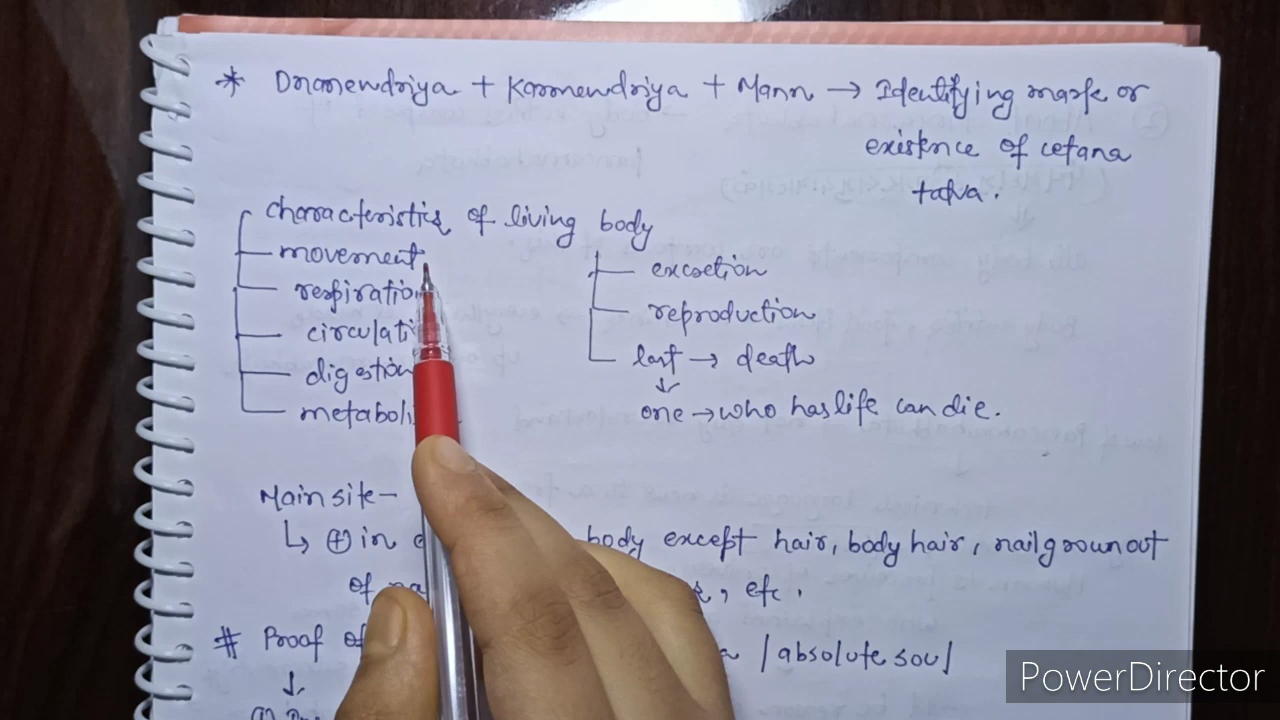 * Dnanendriya + Karmendriya + Mann → Identifying mark or
existence of cetana
tatva.
characteristics of living body
movement
respiration
circulati
digestion
metaboli
excretion
reproduction
last → death
↓
one → who has life can die.
Main site -
↳ ⊕ in body except hair, body hair, nail grown out
of , etc.
# Proof of / absolute soul
↓
PowerDirector